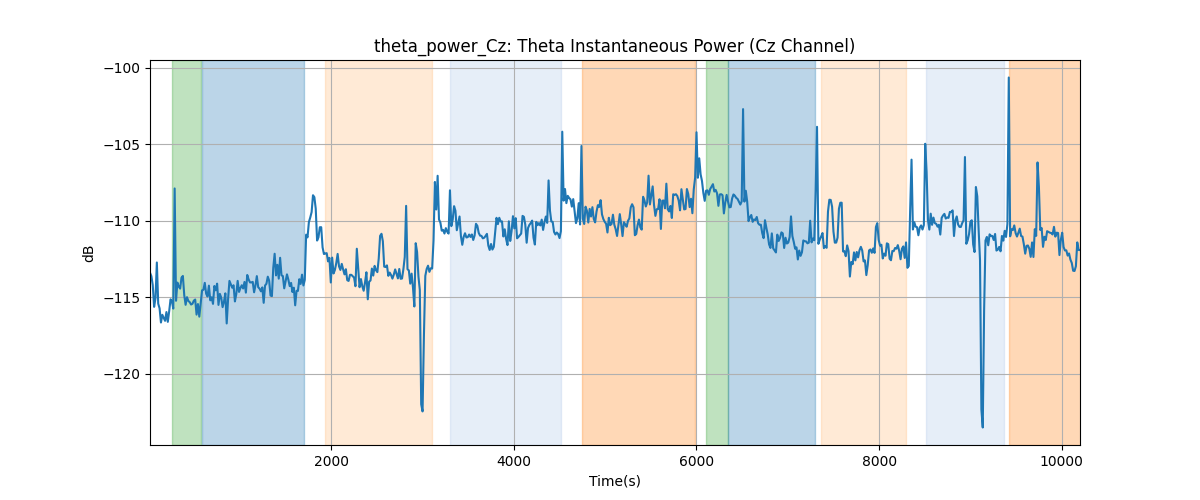 theta_power_Cz: Theta Instantaneous Power (Cz Channel)
−100
−105
−110
−115
−120
dB
2000 4000 6000 8000 10000
Time(s)